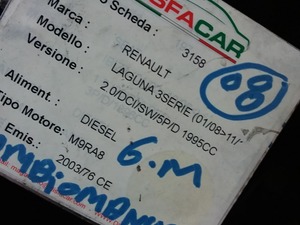 SFACAR
o Scheda : 3158
Marca : RENAULT
Modello : LAGUNA 3SERIE (01/08>11/-
Versione : 2.0/DCI/SW/5P/D 1995CC
Aliment. : DIESEL
Tipo Motore: M9RA8
Emis.: 2003/76 CE
08
G.M